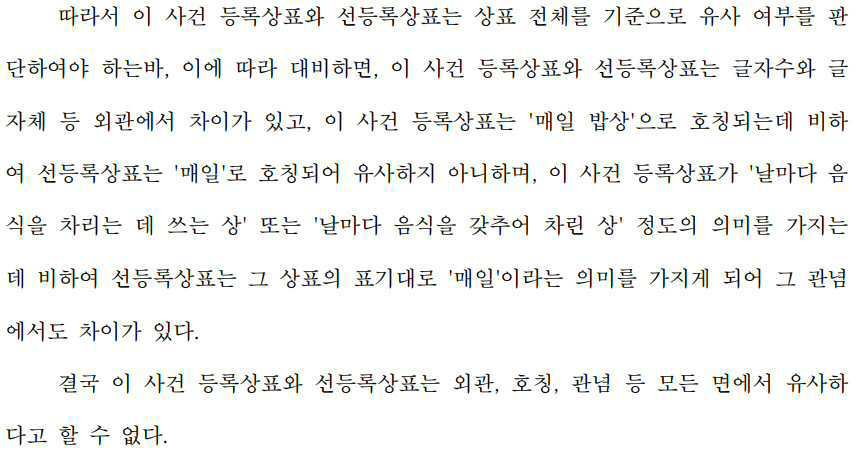 따라서 이 사건 등록상표와 선등록상표는 상표 전체를 기준으로 유사 여부를 판
단하여야 하는바, 이에 따라 대비하면, 이 사건 등록상표와 선등록상표는 글자수와 글
자체 등 외관에서 차이가 있고, 이 사건 등록상표는 '매일 밥상'으로 호칭되는데 비하
여 선등록상표는 '매일'로 호칭되어 유사하지 아니하며, 이 사건 등록상표가 '날마다 음
식을 차리는 데 쓰는 상' 또는 '날마다 음식을 갖추어 차린 상' 정도의 의미를 가지는
데 비하여 선등록상표는 그 상표의 표기대로 '매일'이라는 의미를 가지게 되어 그 관념
에서도 차이가 있다.
결국 이 사건 등록상표와 선등록상표는 외관, 호칭, 관념 등 모든 면에서 유사하
다고 할 수 없다.